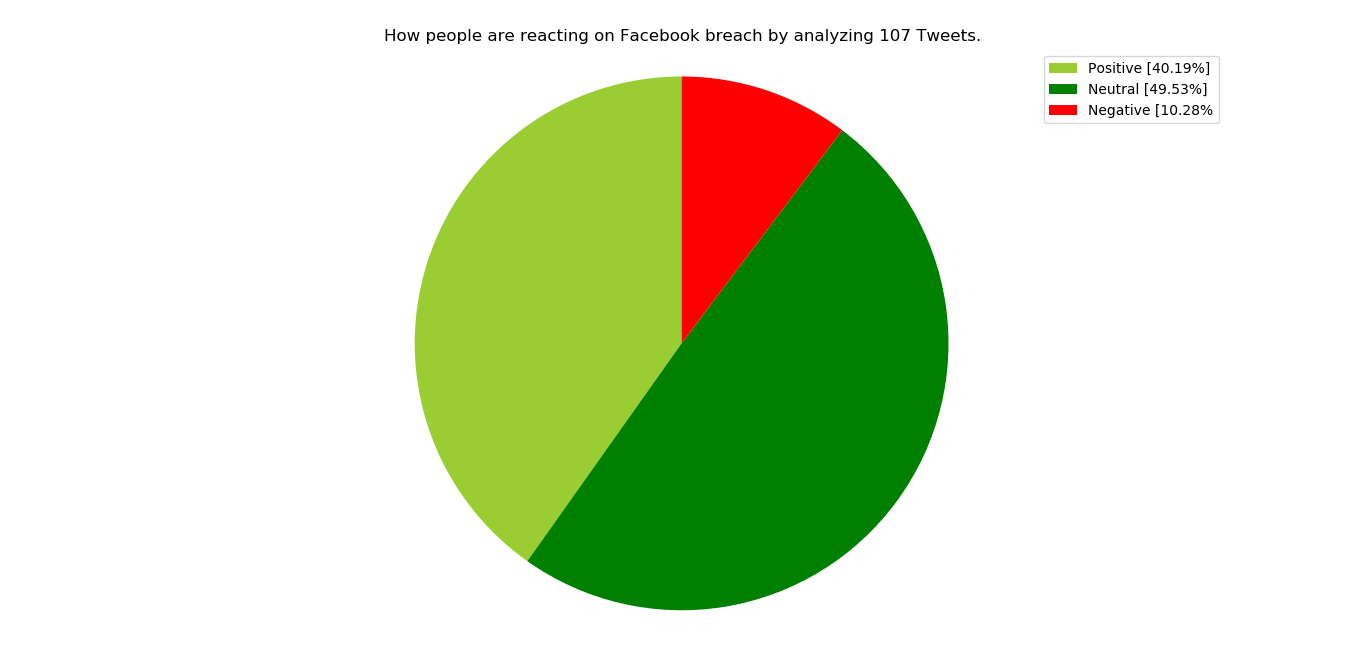 How people are reacting on Facebook breach by analyzing 107 Tweets.
Positive [40.19%]
Neutral [49.53%]
Negative [10.28%